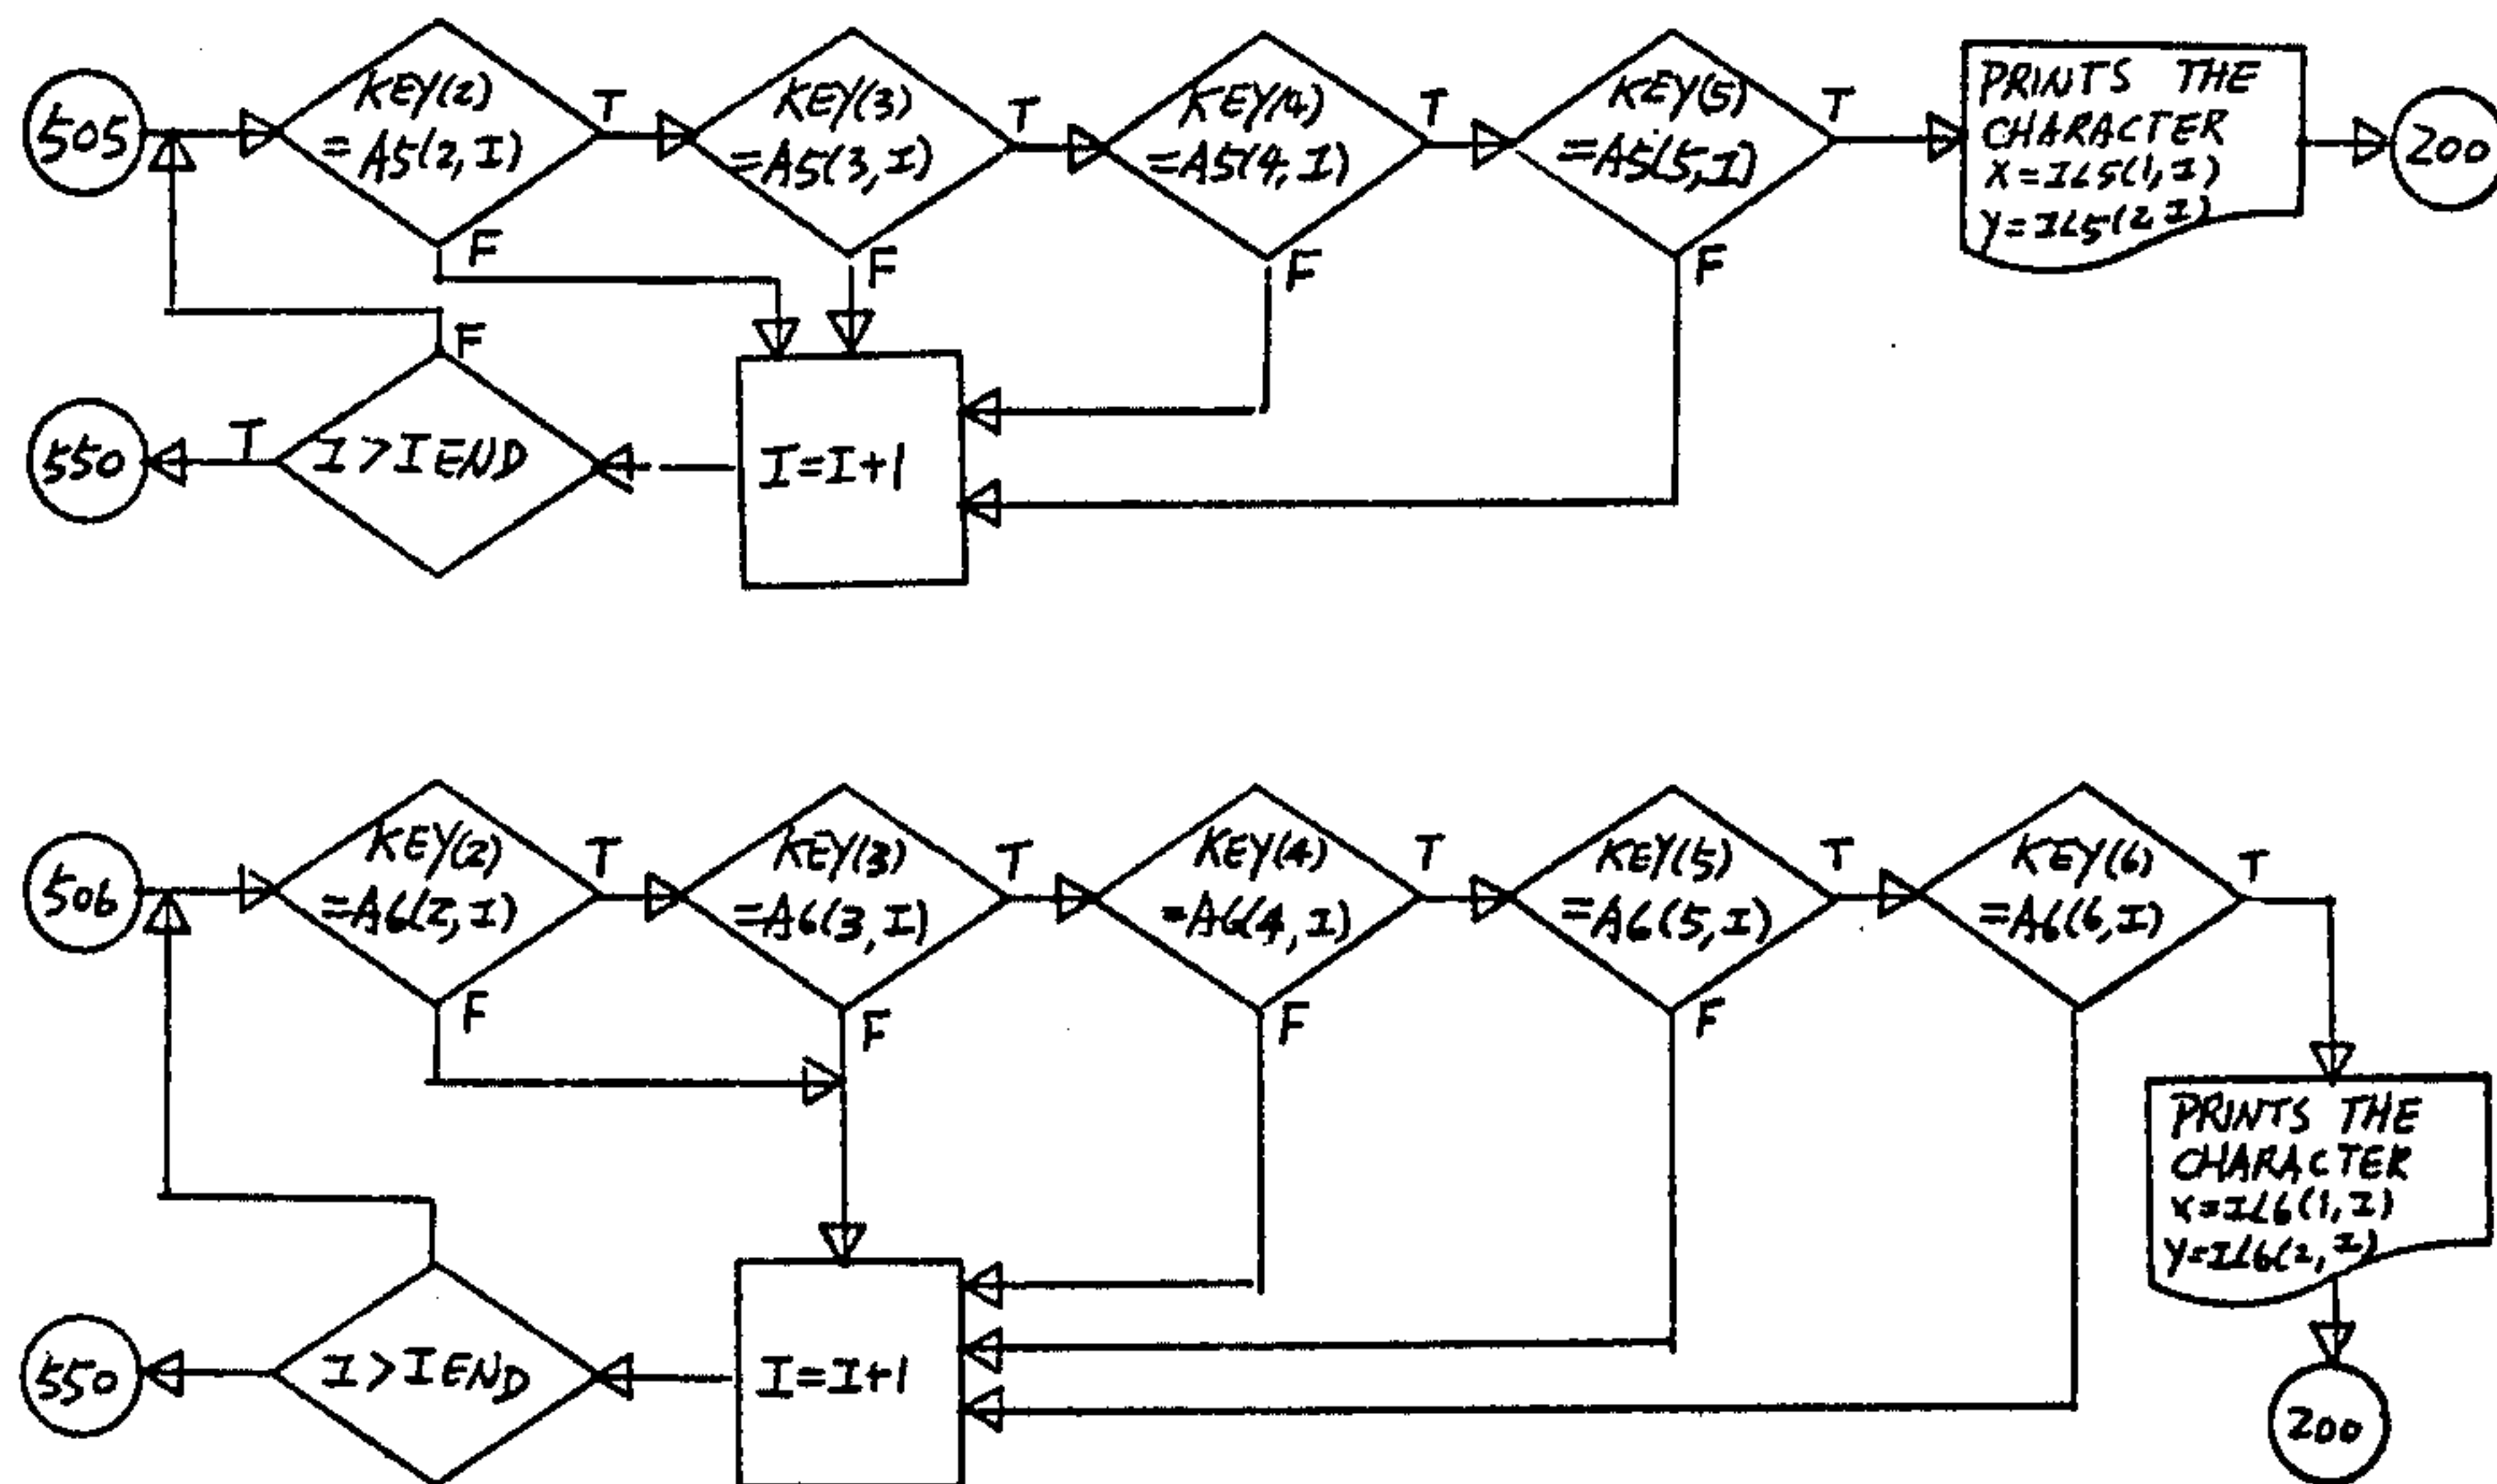 505
KEY(2)
=A5(2,I)
T
F
KEY(3)
=A5(3,I)
T
F
KEY(4)
=A5(4,I)
T
F
KEY(5)
=A5(5,I)
T
F
PRINTS THE
CHARACTER
X=IL5(1,I)
Y=IL5(2,I)
200
I=I+1
I>IEND
F
T
550
506
KEY(2)
=A6(2,I)
T
F
KEY(3)
=A6(3,I)
T
F
KEY(4)
=A6(4,I)
T
F
KEY(5)
=A6(5,I)
T
F
KEY(6)
=A6(6,I)
T
PRINTS THE
CHARACTER
X=IL6(1,I)
Y=IL6(2,I)
200
I=I+1
I>IEND
550